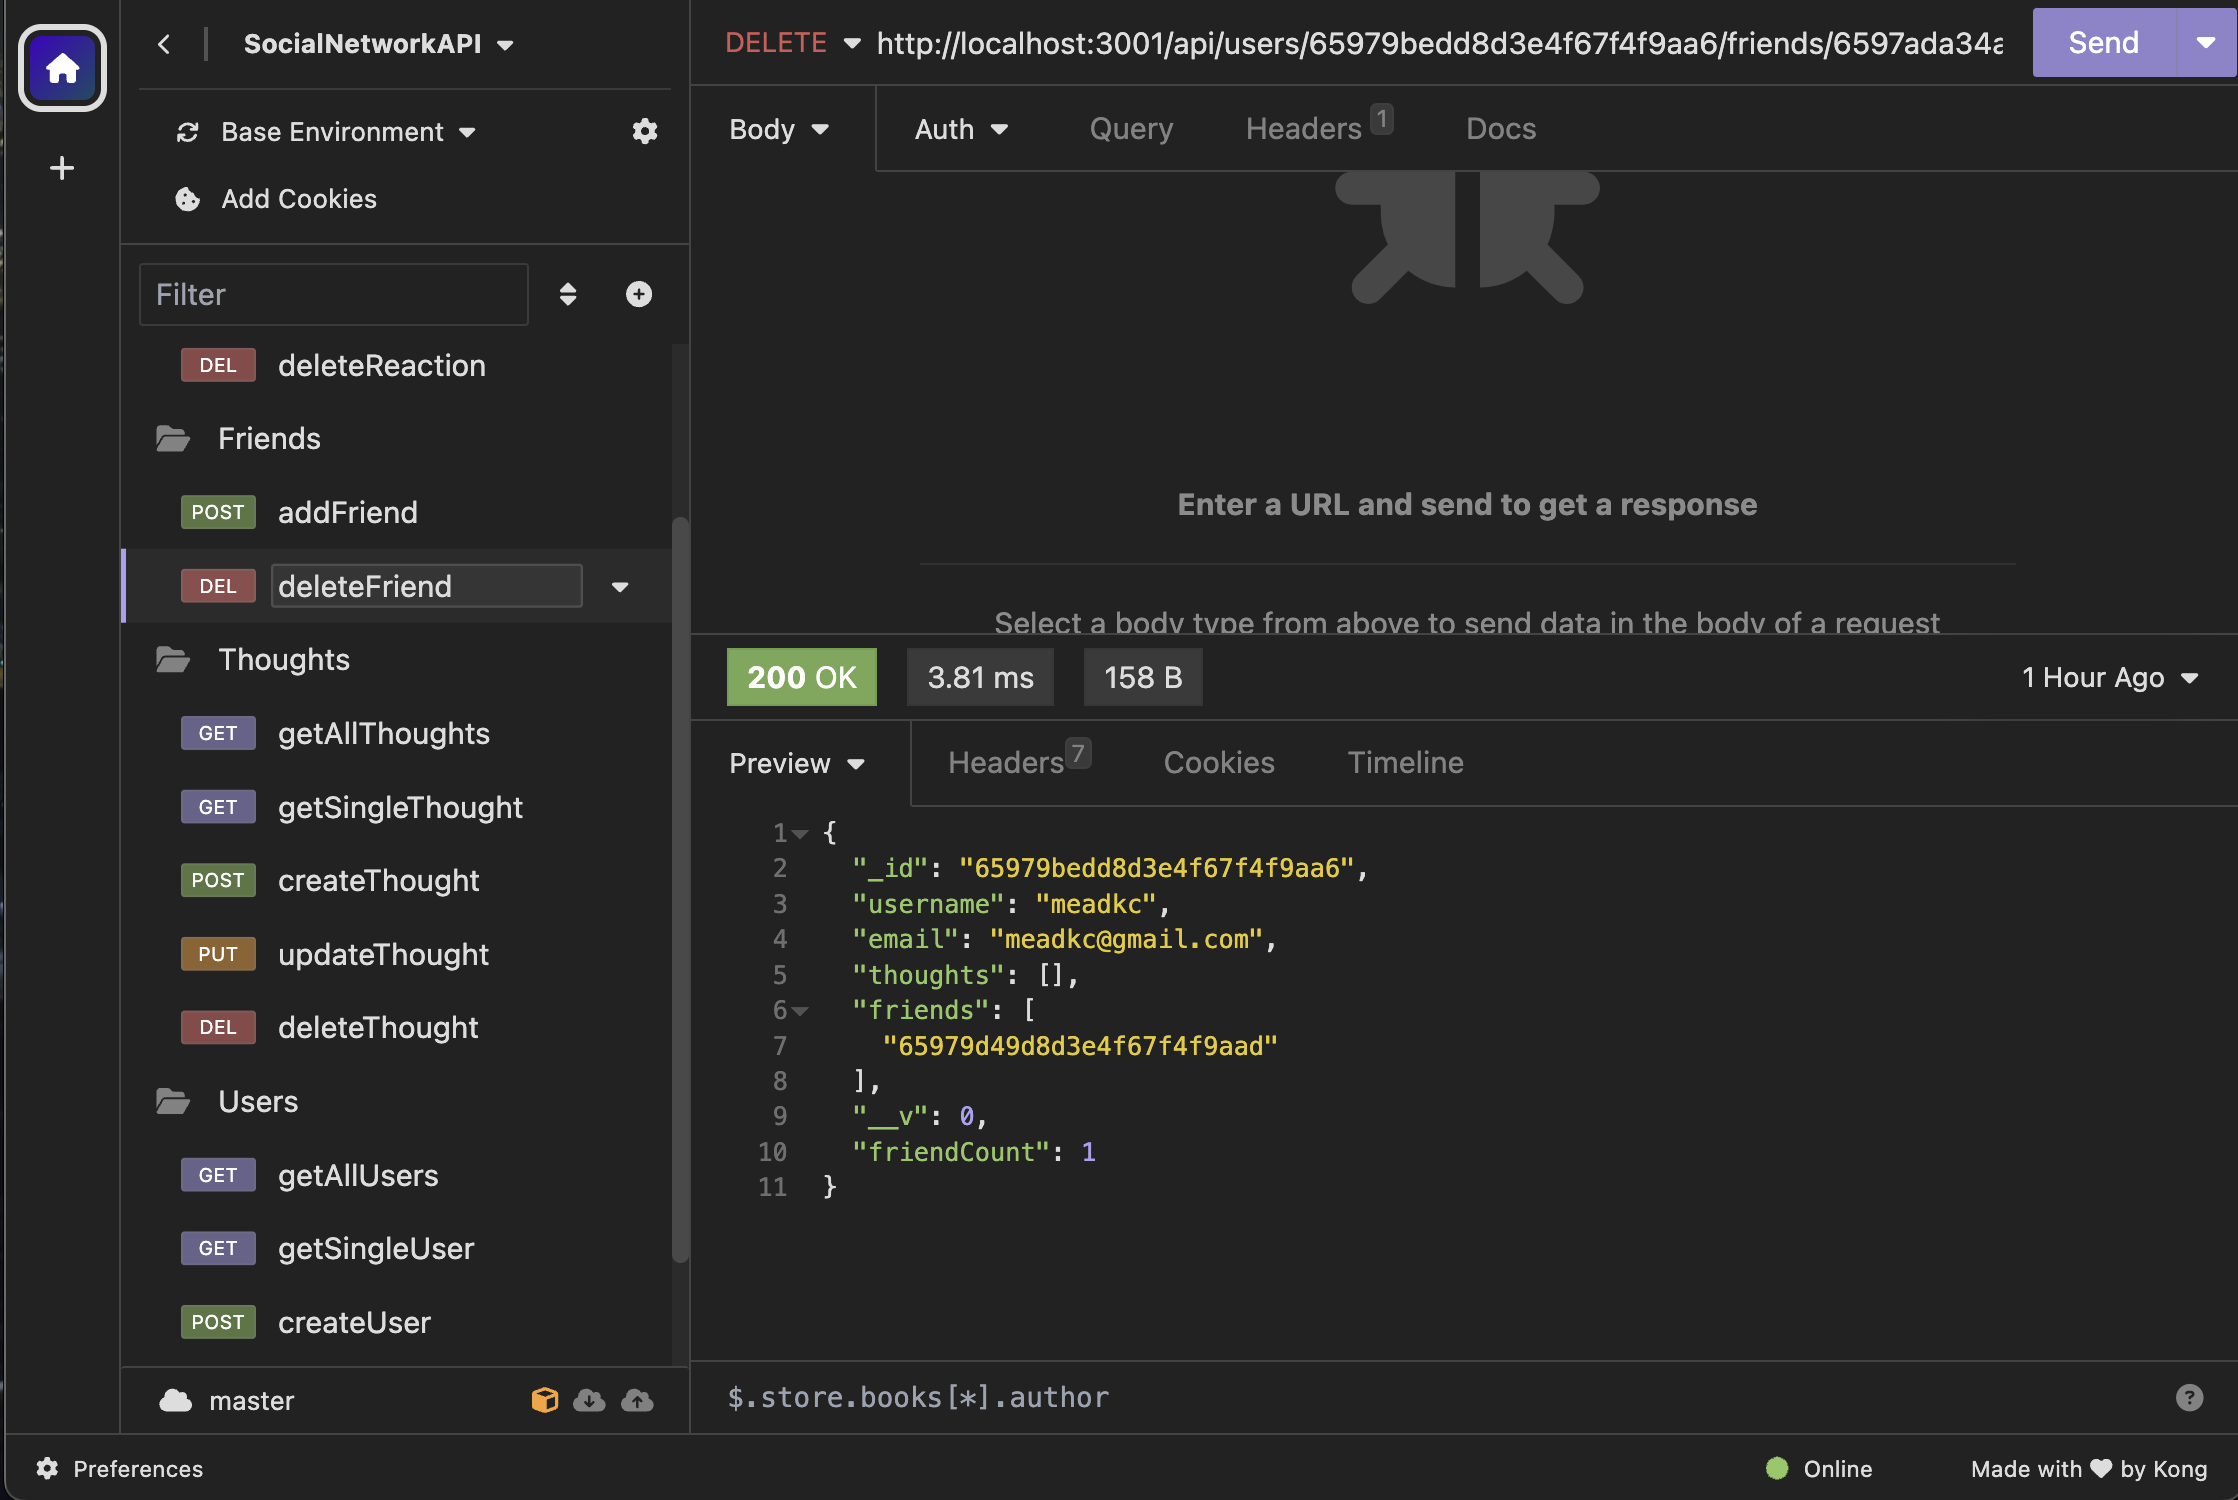 SocialNetworkAPI
Base Environment
Add Cookies
Filter
DEL deleteReaction
Friends
POST addFriend
DEL deleteFriend
Thoughts
GET getAllThoughts
GET getSingleThought
POST createThought
PUT updateThought
DEL deleteThought
Users
GET getAllUsers
GET getSingleUser
POST createUser
master
Preferences
DELETE http://localhost:3001/api/users/65979bedd8d3e4f67f4f9aa6/friends/6597ada34a
Send
Body Auth Query Headers 1 Docs
Enter a URL and send to get a response
Select a body type from above to send data in the body of a request
200 OK 3.81 ms 158 B 1 Hour Ago
Preview Headers 7 Cookies Timeline
1 {
2 "_id": "65979bedd8d3e4f67f4f9aa6",
3 "username": "meadkc",
4 "email": "meadkc@gmail.com",
5 "thoughts": [],
6 "friends": [
7 "65979d49d8d3e4f67f4f9aad"
8 ],
9 "__v": 0,
10 "friendCount": 1
11 }
$.store.books[*].author
?
Online
Made with ♥ by Kong